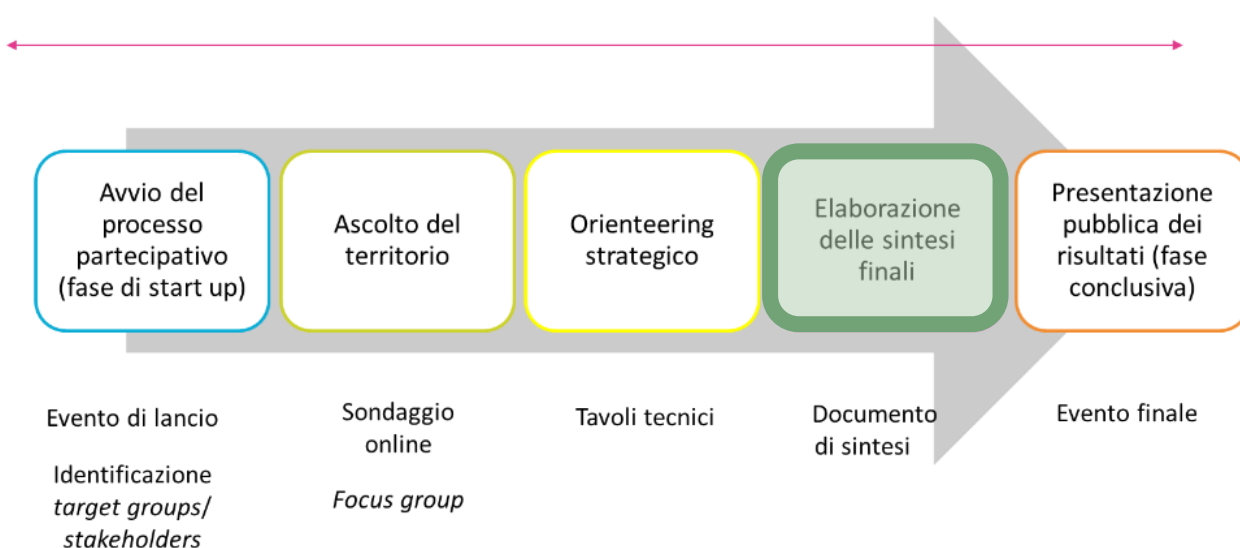 Avvio del
processo
partecipativo
(fase di start up)
Ascolto del
territorio
Orienteering
strategico
Elaborazione
delle sintesi
finali
Presentazione
pubblica dei
risultati (fase
conclusiva)
Evento di lancio
Identificazione
target groups/
stakeholders
Sondaggio
online
Focus group
Tavoli tecnici
Documento
di sintesi
Evento finale